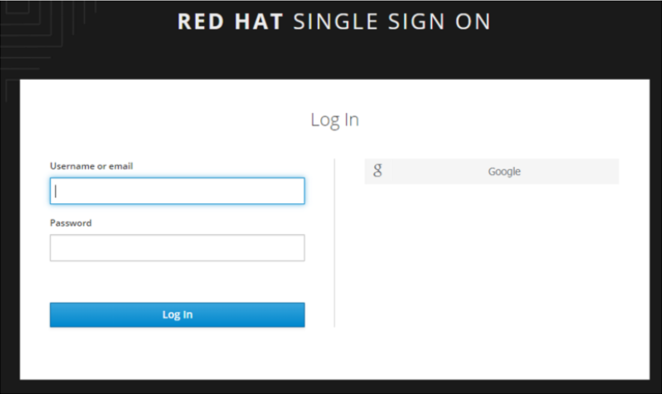 RED HAT SINGLE SIGN ON
Log In
Username or email
Password
Log In
Google